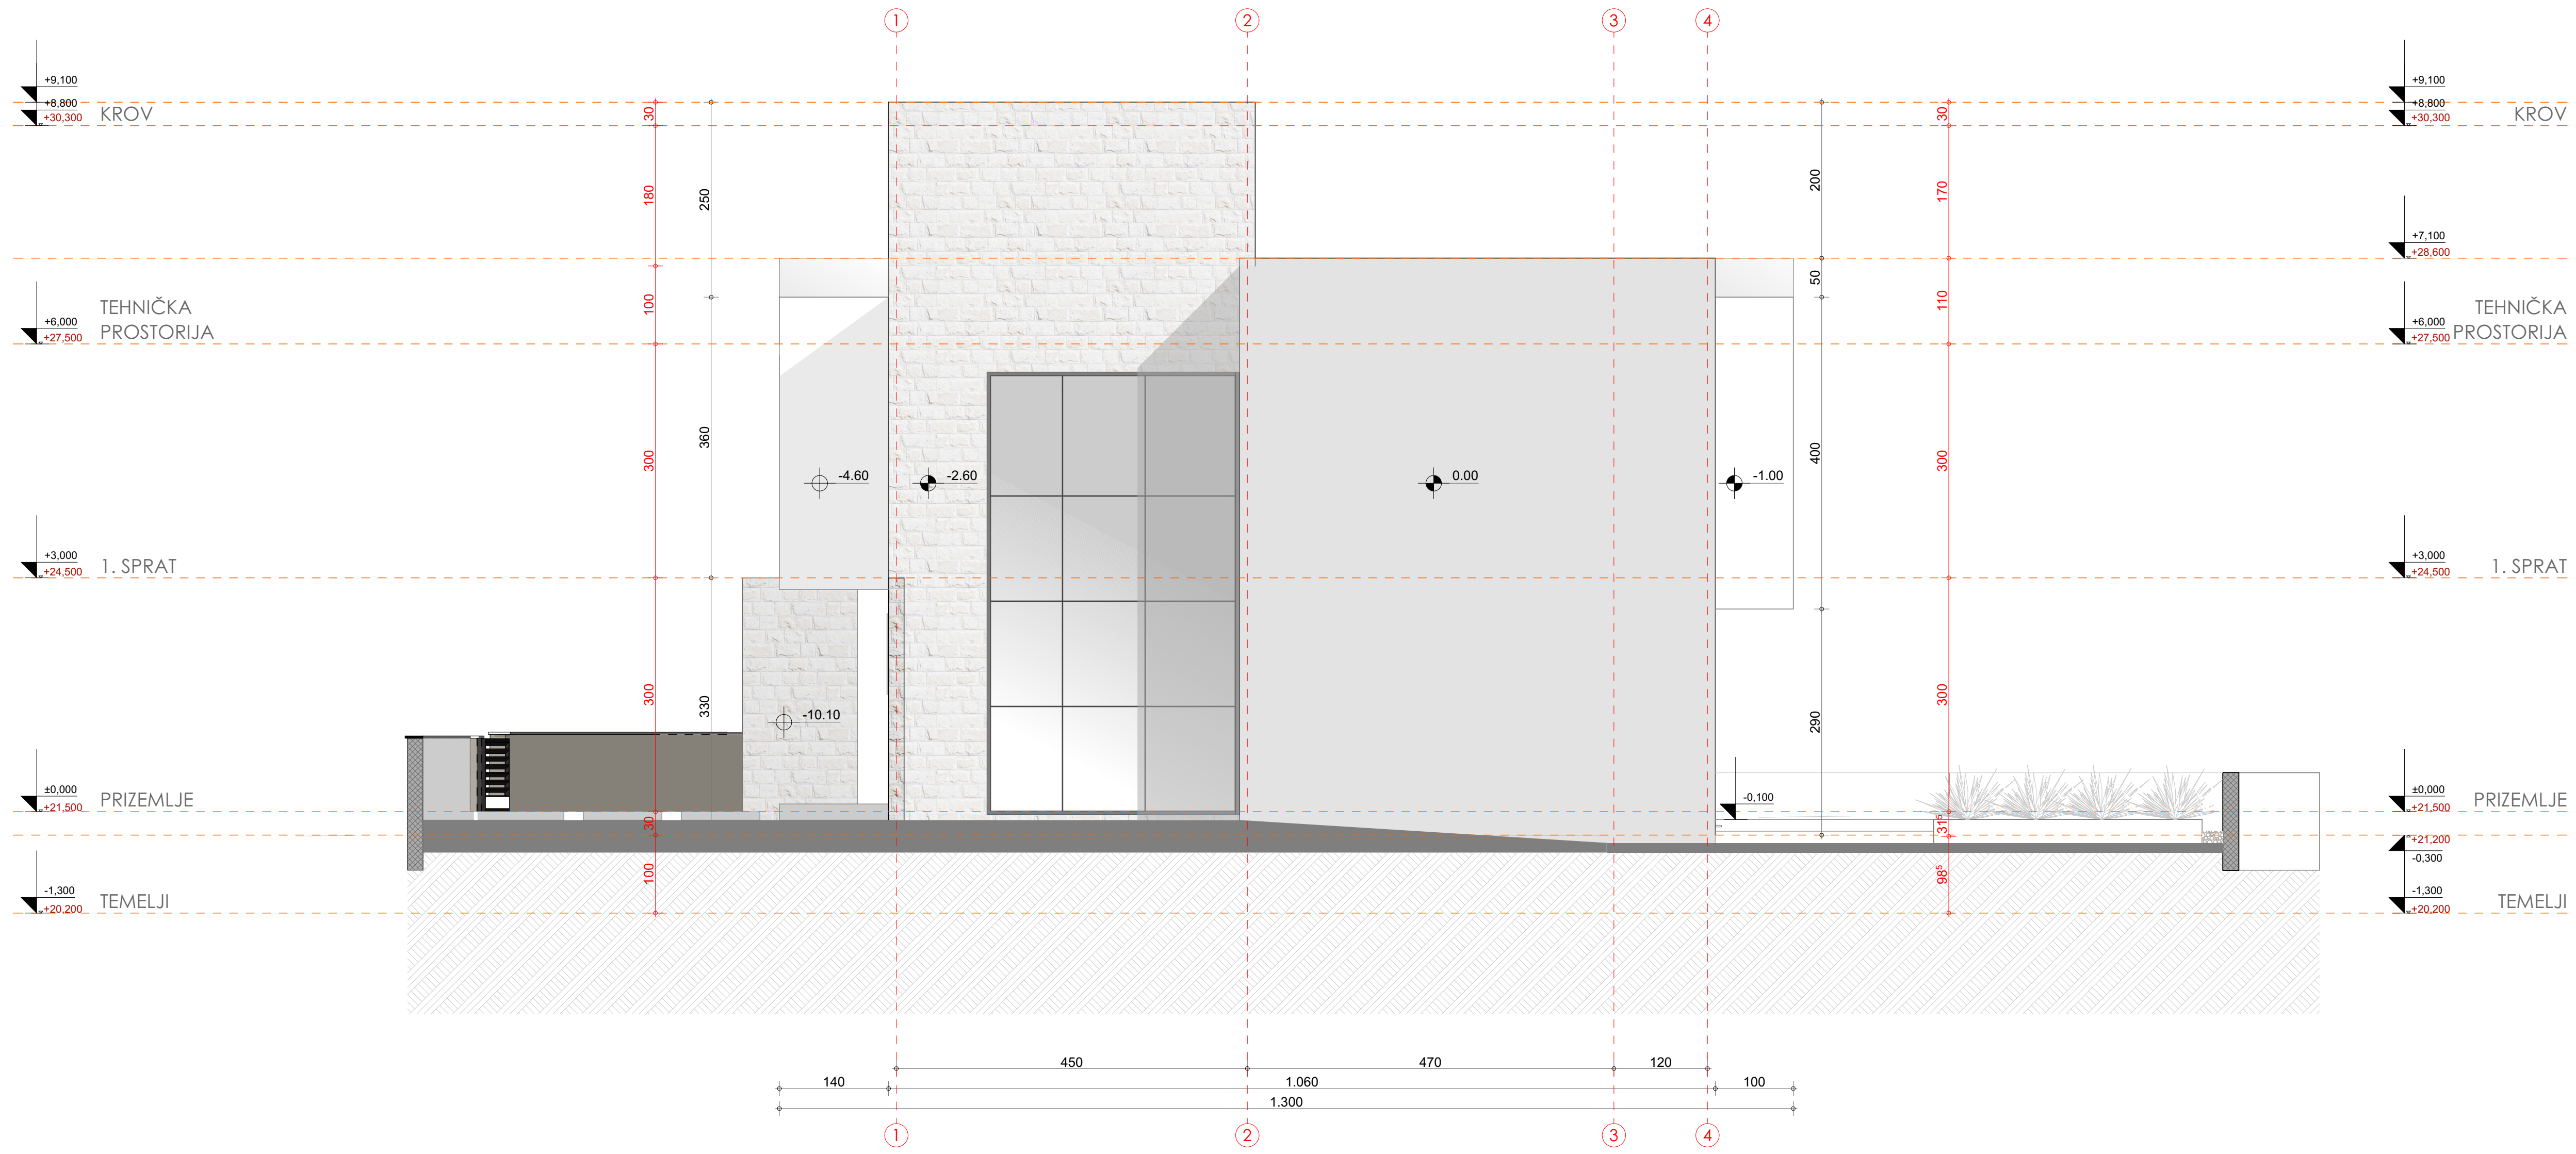 1 2 3 4
+9,100
+8,800
+30,300 KROV
+9,100
+8,800
+30,300 KROV
30
180
250
100
360
300
300
330
30
100
200
30
170
50
110
400
300
290
300
31⁵
98⁵
+7,100
+28,600
TEHNIČKA
PROSTORIJA
+6,000
+27,500
TEHNIČKA
PROSTORIJA
+6,000
+27,500
-4.60
-2.60
0.00
-1.00
+3,000
+24,500 1. SPRAT
+3,000
+24,500 1. SPRAT
-10.10
-0,100
±0,000
+21,500 PRIZEMLJE
±0,000
+21,500 PRIZEMLJE
+21,200
-0,300
-1,300
+20,200 TEMELJI
-1,300
+20,200 TEMELJI
450 470 120
140 1.060 100
1.300
1 2 3 4